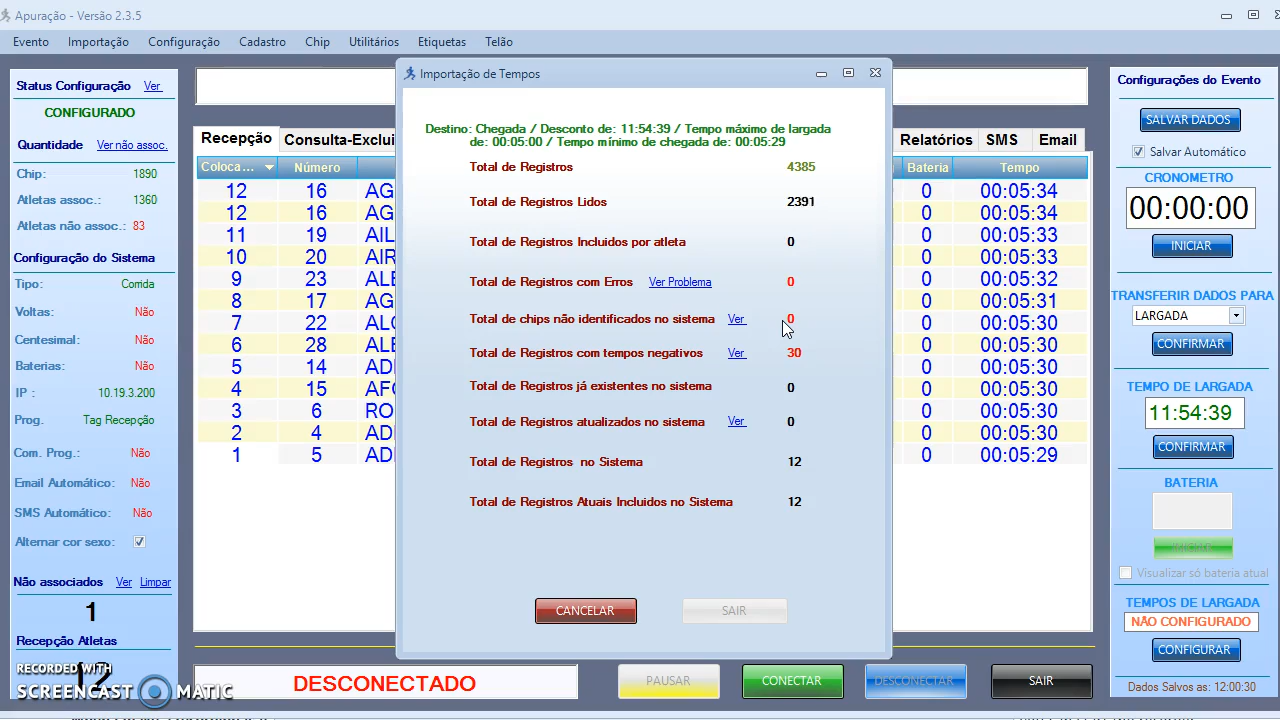 Apuração - Versão 2.3.5
Evento Importação Configuração Cadastro Chip Utilitários Etiquetas Telão
Status Configuração Ver
CONFIGURADO
Quantidade Ver não assoc.
Chip: 1890
Atletas assoc.: 1360
Atletas não assoc.: 83
Configuração do Sistema
Tipo: Corrida
Voltas: Não
Centesimal: Não
Baterias: Não
IP : 10.19.3.200
Prog. Tag Recepção
Com. Prog.: Não
Email Automático: Não
SMS Automático: Não
Alternar cor sexo:
Não associados Ver Limpar
1
Recepção Atletas
12
RECORDED WITH
SCREENCAST MATIC
Recepção Consulta-Exclui Relatórios SMS Email
Coloca... Número Bateria Tempo
12 16 AG 0 00:05:34
12 16 AG 0 00:05:34
11 19 AIL 0 00:05:33
10 20 AIR 0 00:05:33
9 23 ALE 0 00:05:32
8 17 AG 0 00:05:31
7 22 ALC 0 00:05:30
6 28 ALE 0 00:05:30
5 14 ADI 0 00:05:30
4 15 AFC 0 00:05:30
3 6 RO 0 00:05:30
2 4 ADI 0 00:05:30
1 5 ADI 0 00:05:29
Importação de Tempos
Destino: Chegada / Desconto de: 11:54:39 / Tempo máximo de largada
de: 00:05:00 / Tempo mínimo de chegada de: 00:05:29
Total de Registros 4385
Total de Registros Lidos 2391
Total de Registros Incluidos por atleta 0
Total de Registros com Erros Ver Problema 0
Total de chips não identificados no sistema Ver 0
Total de Registros com tempos negativos Ver 30
Total de Registros já existentes no sistema 0
Total de Registros atualizados no sistema Ver 0
Total de Registros no Sistema 12
Total de Registros Atuais Incluidos no Sistema 12
CANCELAR SAIR
DESCONECTADO PAUSAR CONECTAR DESCONECTAR SAIR
Configurações do Evento
SALVAR DADOS
Salvar Automático
CRONOMETRO
00:00:00
INICIAR
TRANSFERIR DADOS PARA
LARGADA
CONFIRMAR
TEMPO DE LARGADA
11:54:39
CONFIRMAR
BATERIA
Visualizar só bateria atual
TEMPOS DE LARGADA
NÃO CONFIGURADO
CONFIGURAR
Dados Salvos as: 12:00:30